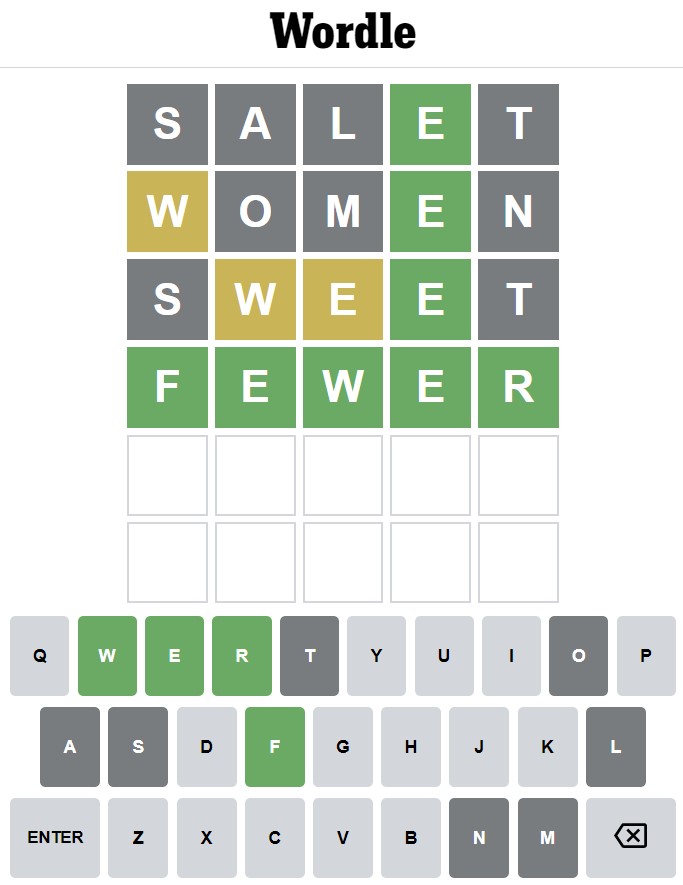 Wordle
S A L E T
W O M E N
S W E E T
F E W E R
Q W E R T Y U I O P
A S D F G H J K L
ENTER Z X C V B N M